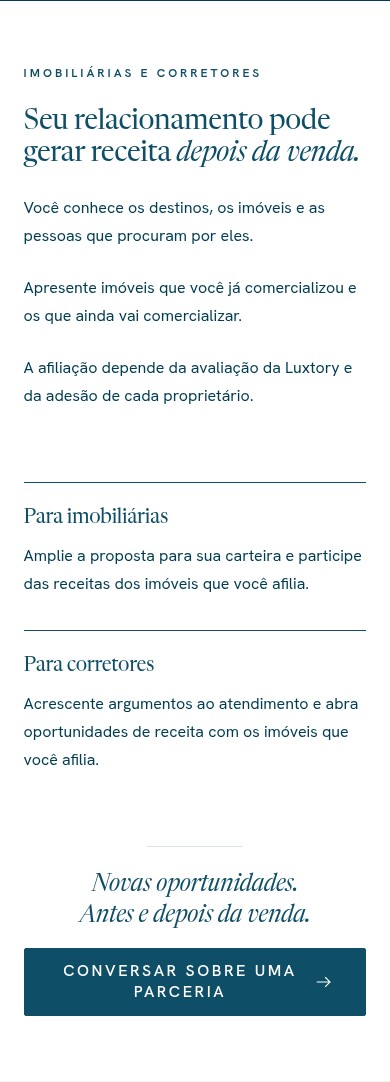 IMOBILIÁRIAS E CORRETORES
Seu relacionamento pode
gerar receita depois da venda.
Você conhece os destinos, os imóveis e as
pessoas que procuram por eles.
Apresente imóveis que você já comercializou e
os que ainda vai comercializar.
A afiliação depende da avaliação da Luxtory e
da adesão de cada proprietário.
Para imobiliárias
Amplie a proposta para sua carteira e participe
das receitas dos imóveis que você afilia.
Para corretores
Acrescente argumentos ao atendimento e abra
oportunidades de receita com os imóveis que
você afilia.
Novas oportunidades.
Antes e depois da venda.
CONVERSAR SOBRE UMA
PARCERIA →